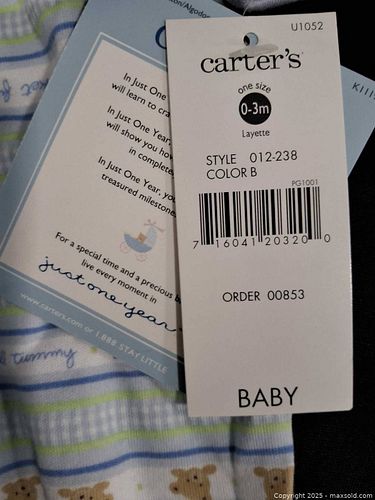 U1052
carter's
one size
0-3m
Layette
STYLE 012-238
COLOR B
PG1001
7 16041 20320 0
ORDER 00853
BABY
In Just One
will learn to
In Just One Year,
will show you how
in complete
In Just One Year,
treasured milestone
For a special time and a precious
live every moment in
just one year
www.carters.com or 1.888 STAY LITTLE
tummy
Copyright © 2025 - maxsold.com